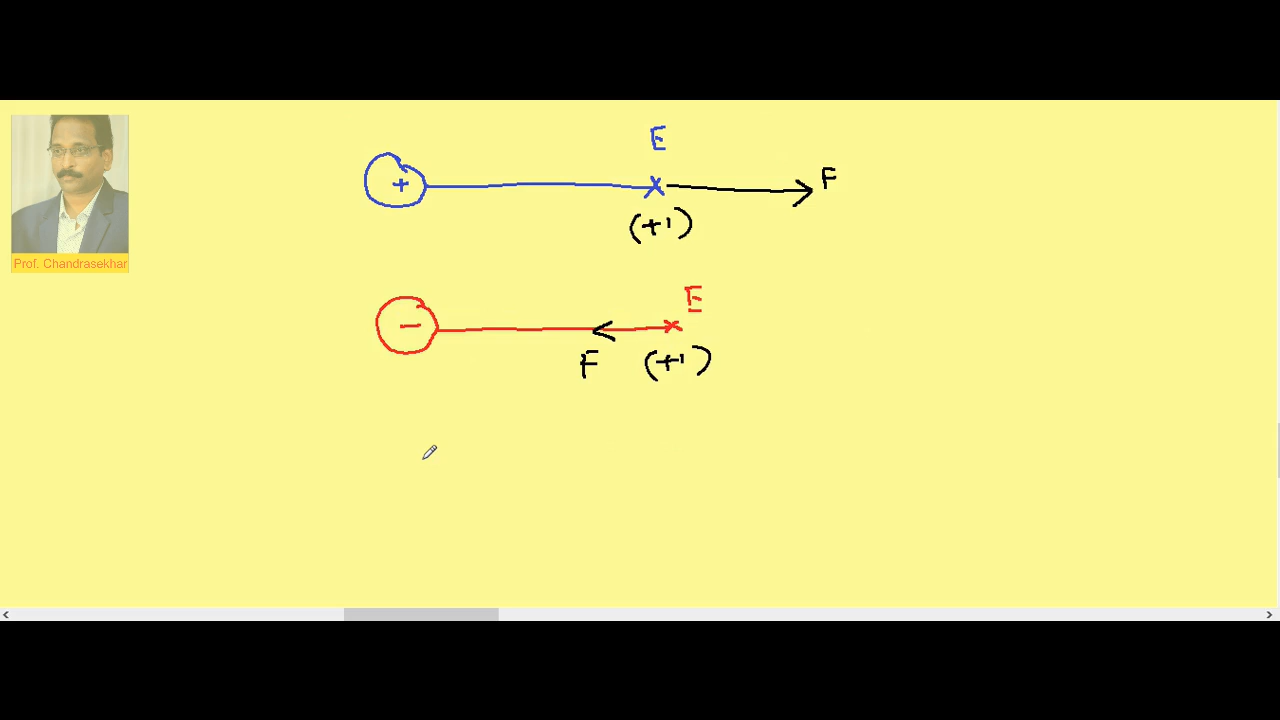 E
+
F
(+1)
Prof. Chandrasekhar
E
−
F (+1)